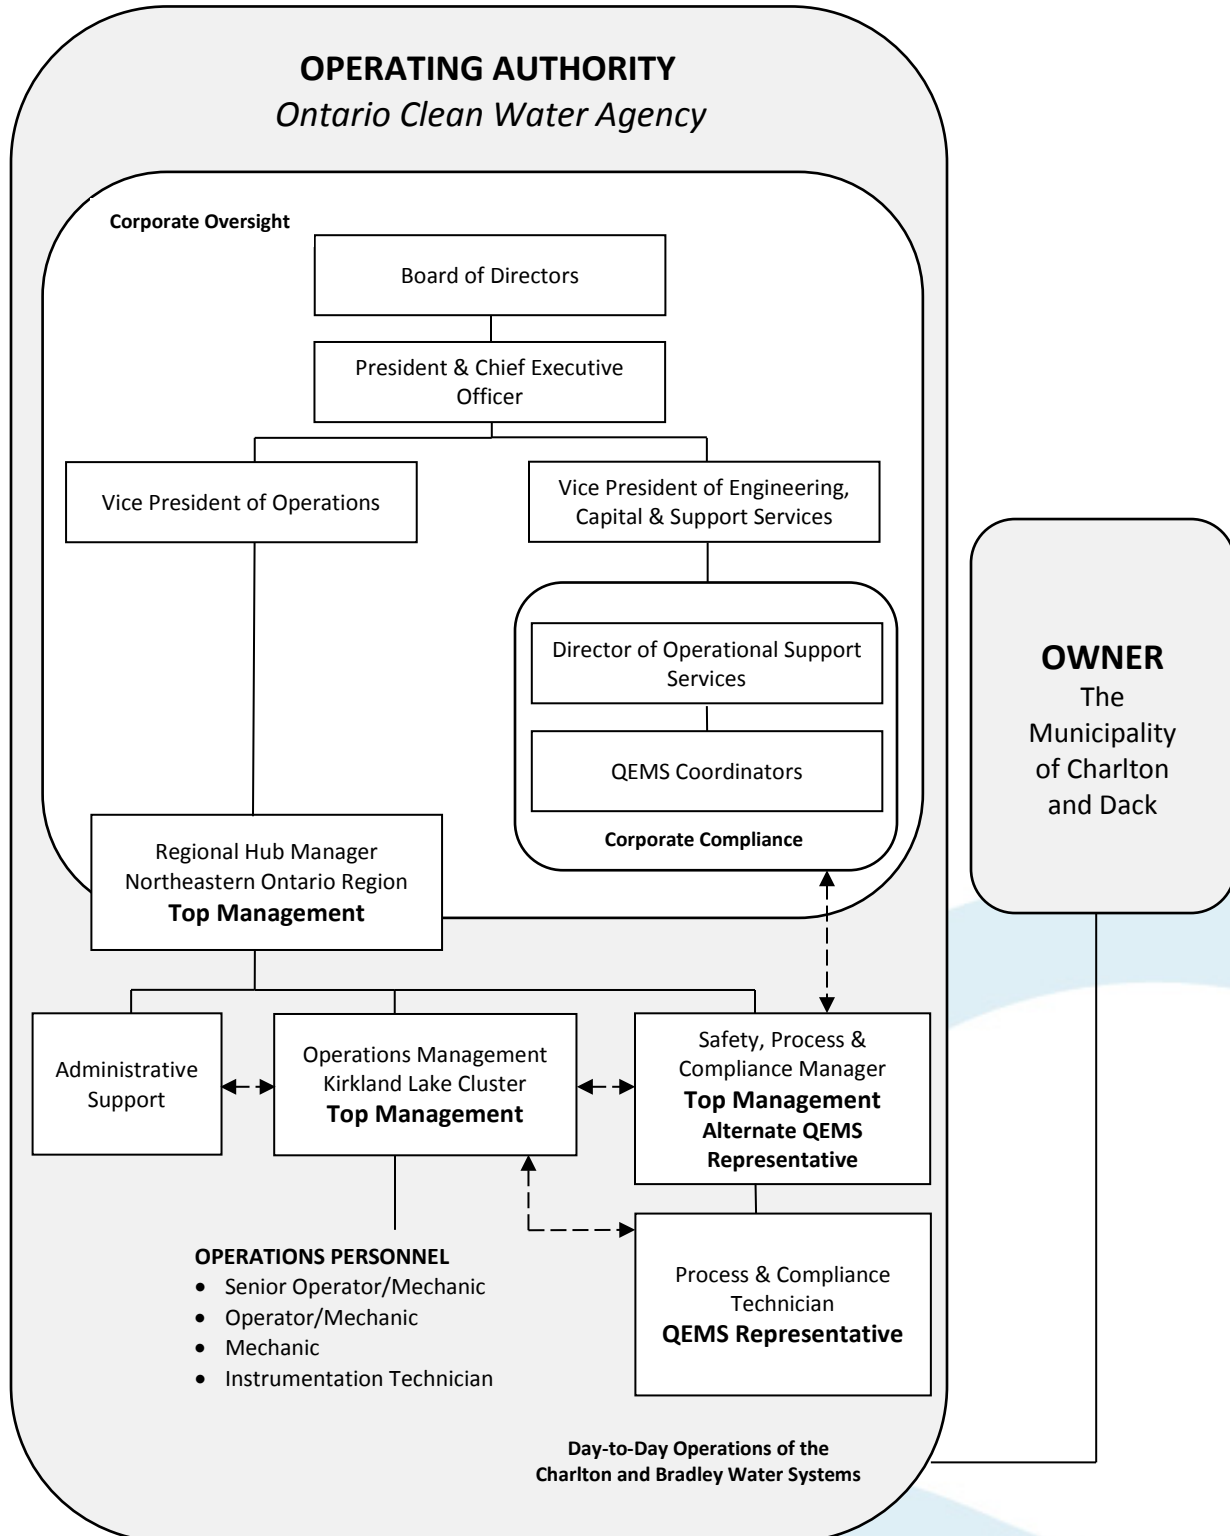 OPERATING AUTHORITY
Ontario Clean Water Agency
Corporate Oversight
Board of Directors
President & Chief Executive
Officer
Vice President of Operations
Vice President of Engineering,
Capital & Support Services
Director of Operational Support
Services
QEMS Coordinators
Corporate Compliance
OWNER
The
Municipality
of Charlton
and Dack
Regional Hub Manager
Northeastern Ontario Region
Top Management
Administrative
Support
Operations Management
Kirkland Lake Cluster
Top Management
Safety, Process &
Compliance Manager
Top Management
Alternate QEMS
Representative
OPERATIONS PERSONNEL
• Senior Operator/Mechanic
• Operator/Mechanic
• Mechanic
• Instrumentation Technician
Process & Compliance
Technician
QEMS Representative
Day-to-Day Operations of the
Charlton and Bradley Water Systems